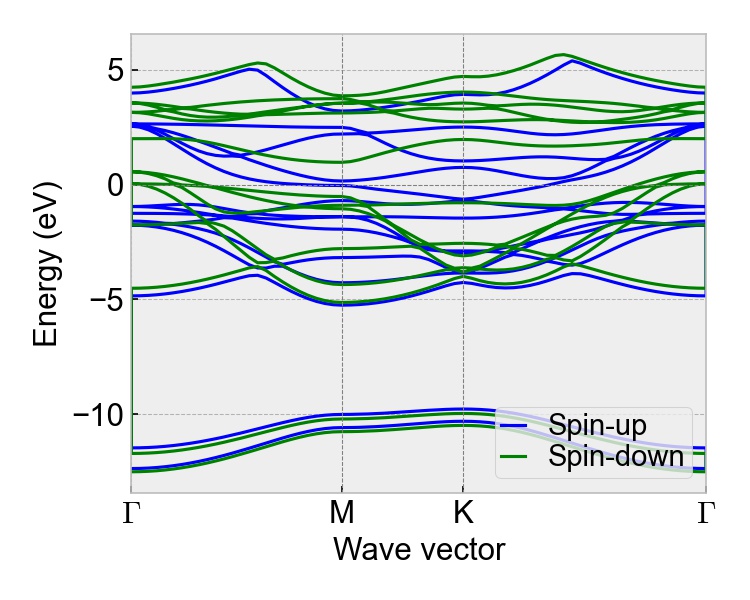 5
0
−5
−10
Energy (eV)
Spin-up
Spin-down
Γ M K Γ
Wave vector